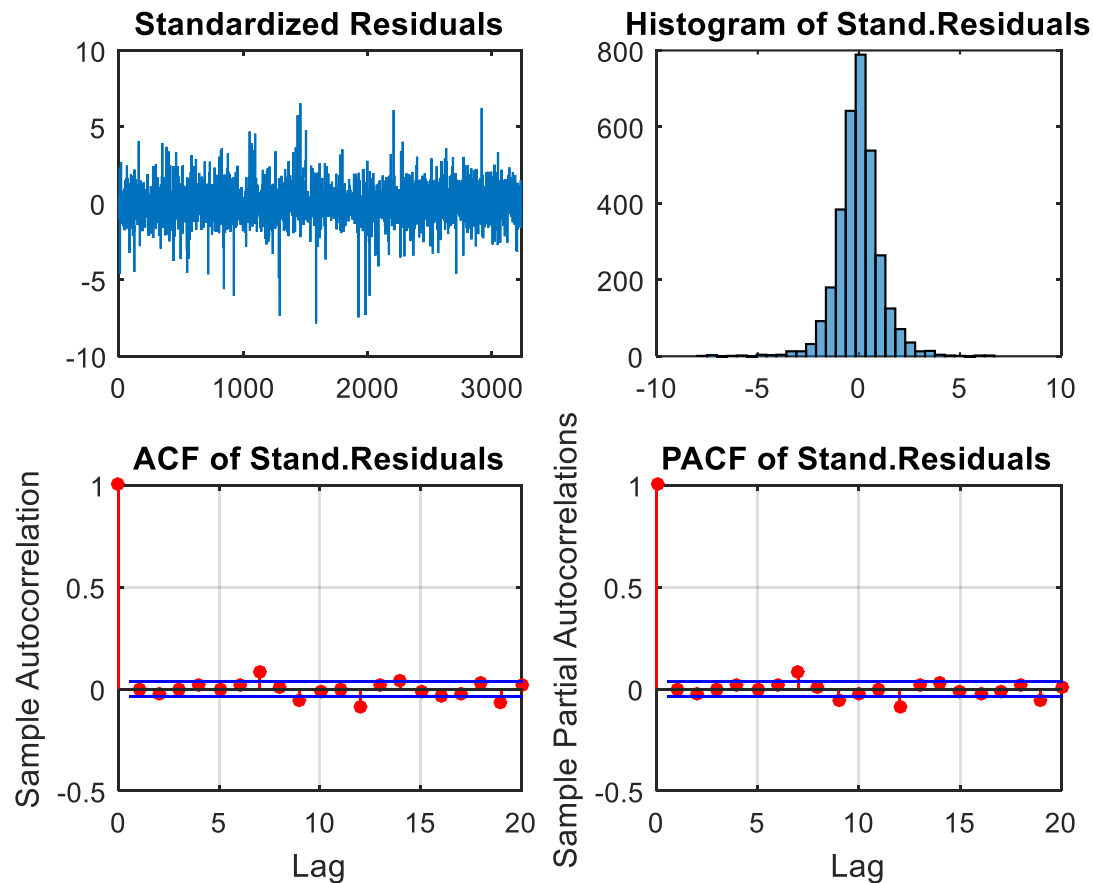 Standardized Residuals
10
5
0
-5
-10
0 1000 2000 3000
Histogram of Stand.Residuals
800
600
400
200
0
-10 -5 0 5 10
ACF of Stand.Residuals
Sample Autocorrelation
1
0.5
0
-0.5
0 5 10 15 20
Lag
PACF of Stand.Residuals
Sample Partial Autocorrelations
1
0.5
0
-0.5
0 5 10 15 20
Lag